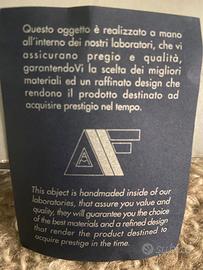 Questo oggetto è realizzato a mano
all'interno dei nostri laboratori, che vi
assicurano pregio e qualità,
garantendoVi la scelta dei migliori
materiali ed un raffinato design che
rendono il prodotto destinato ad
acquisire prestigio nel tempo.
AF
This object is handmaded inside of our
laboratories, that assure you value and
quality, they will guarantee you the choice
of the best materials and a refined design
that render the product destined to
acquire prestige in the time.
subito